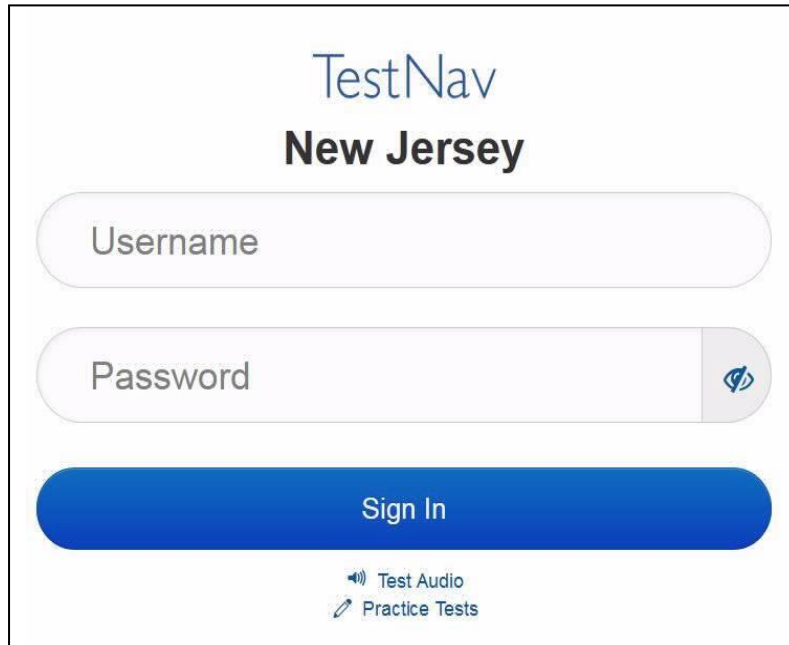 TestNav
New Jersey
Username
Password
Sign In
Test Audio
Practice Tests